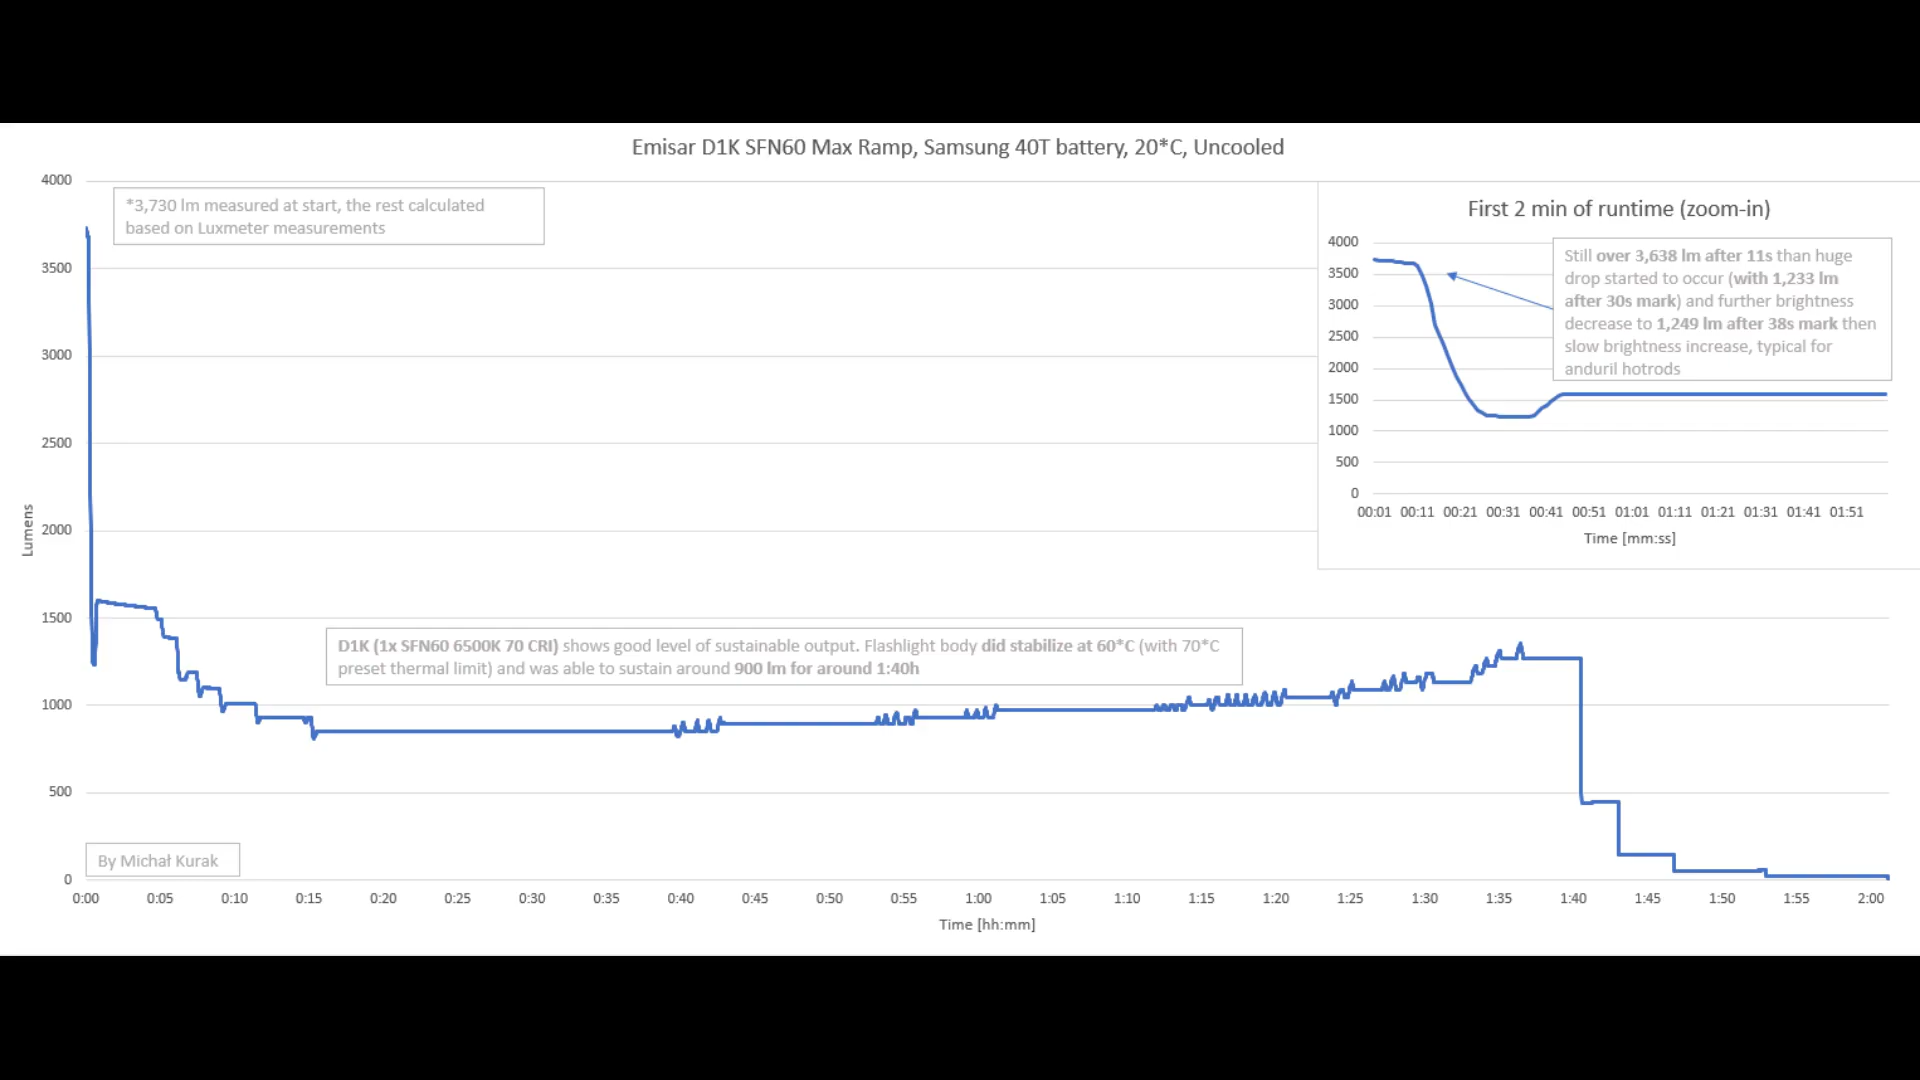 Emisar D1K SFN60 Max Ramp, Samsung 40T battery, 20*C, Uncooled
*3,730 lm measured at start, the rest calculated
based on Luxmeter measurements
4000
3500
3000
2500
2000
1500
1000
500
0
Lumens
First 2 min of runtime (zoom-in)
Still over 3,638 lm after 11s than huge
drop started to occur (with 1,233 lm
after 30s mark) and further brightness
decrease to 1,249 lm after 38s mark then
slow brightness increase, typical for
anduril hotrods
4000
3500
3000
2500
2000
1500
1000
500
0
00:01 00:11 00:21 00:31 00:41 00:51 01:01 01:11 01:21 01:31 01:41 01:51
Time [mm:ss]
D1K (1x SFN60 6500K 70 CRI) shows good level of sustainable output. Flashlight body did stabilize at 60*C (with 70*C
preset thermal limit) and was able to sustain around 900 lm for around 1:40h
By Michał Kurak
0:00 0:05 0:10 0:15 0:20 0:25 0:30 0:35 0:40 0:45 0:50 0:55 1:00 1:05 1:10 1:15 1:20 1:25 1:30 1:35 1:40 1:45 1:50 1:55 2:00
Time [hh:mm]